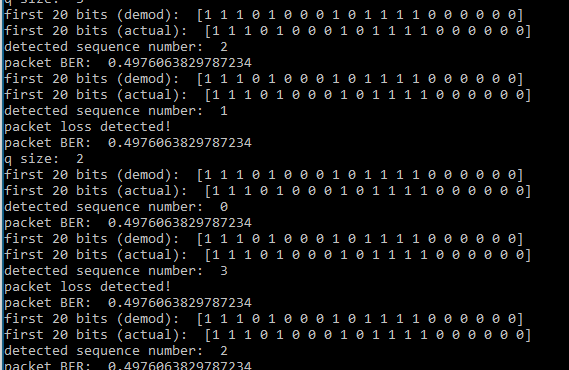 q size:
first 20 bits (demod):  [1 1 1 0 1 0 0 0 1 0 1 1 1 1 0 0 0 0 0 0]
first 20 bits (actual):  [1 1 1 0 1 0 0 0 1 0 1 1 1 1 0 0 0 0 0 0]
detected sequence number:  2
packet BER:  0.4976063829787234
first 20 bits (demod):  [1 1 1 0 1 0 0 0 1 0 1 1 1 1 0 0 0 0 0 0]
first 20 bits (actual):  [1 1 1 0 1 0 0 0 1 0 1 1 1 1 0 0 0 0 0 0]
detected sequence number:  1
packet loss detected!
packet BER:  0.4976063829787234
q size:  2
first 20 bits (demod):  [1 1 1 0 1 0 0 0 1 0 1 1 1 1 0 0 0 0 0 0]
first 20 bits (actual):  [1 1 1 0 1 0 0 0 1 0 1 1 1 1 0 0 0 0 0 0]
detected sequence number:  0
packet BER:  0.4976063829787234
first 20 bits (demod):  [1 1 1 0 1 0 0 0 1 0 1 1 1 1 0 0 0 0 0 0]
first 20 bits (actual):  [1 1 1 0 1 0 0 0 1 0 1 1 1 1 0 0 0 0 0 0]
detected sequence number:  3
packet loss detected!
packet BER:  0.4976063829787234
first 20 bits (demod):  [1 1 1 0 1 0 0 0 1 0 1 1 1 1 0 0 0 0 0 0]
first 20 bits (actual):  [1 1 1 0 1 0 0 0 1 0 1 1 1 1 0 0 0 0 0 0]
detected sequence number:  2
packet BER:  0.4976063829787234